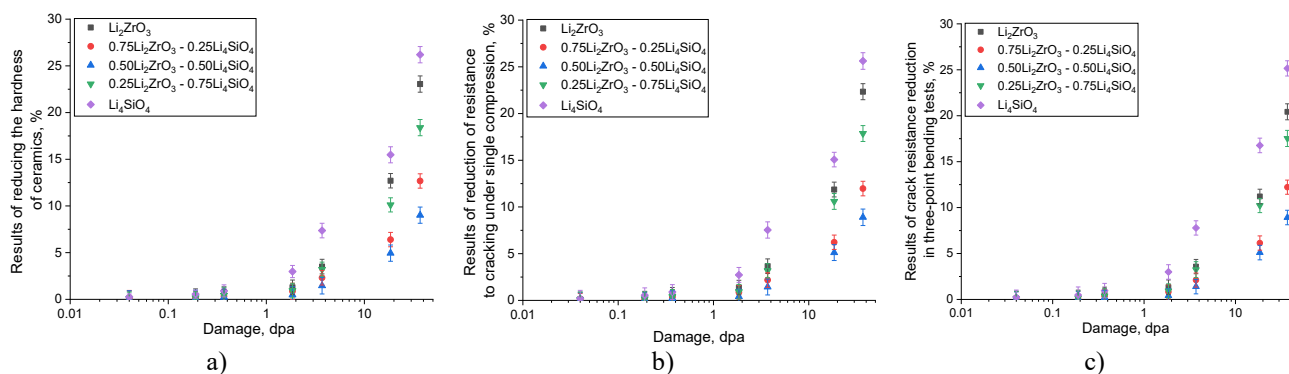 Results of reducing the hardness
of ceramics, %
30
25
20
15
10
5
0
Li₂ZrO₃
0.75Li₂ZrO₃ - 0.25Li₄SiO₄
0.50Li₂ZrO₃ - 0.50Li₄SiO₄
0.25Li₂ZrO₃ - 0.75Li₄SiO₄
Li₄SiO₄
0.01
0.1
1
10
Damage, dpa
a)
Results of reduction of resistance
to cracking under single compression, %
30
25
20
15
10
5
0
Li₂ZrO₃
0.75Li₂ZrO₃ - 0.25Li₄SiO₄
0.50Li₂ZrO₃ - 0.50Li₄SiO₄
0.25Li₂ZrO₃ - 0.75Li₄SiO₄
Li₄SiO₄
0.01
0.1
1
10
Damage, dpa
b)
Results of crack resistance reduction
in three-point bending tests, %
30
25
20
15
10
5
0
Li₂ZrO₃
0.75Li₂ZrO₃ - 0.25Li₄SiO₄
0.50Li₂ZrO₃ - 0.50Li₄SiO₄
0.25Li₂ZrO₃ - 0.75Li₄SiO₄
Li₄SiO₄
0.01
0.1
1
10
Damage, dpa
c)